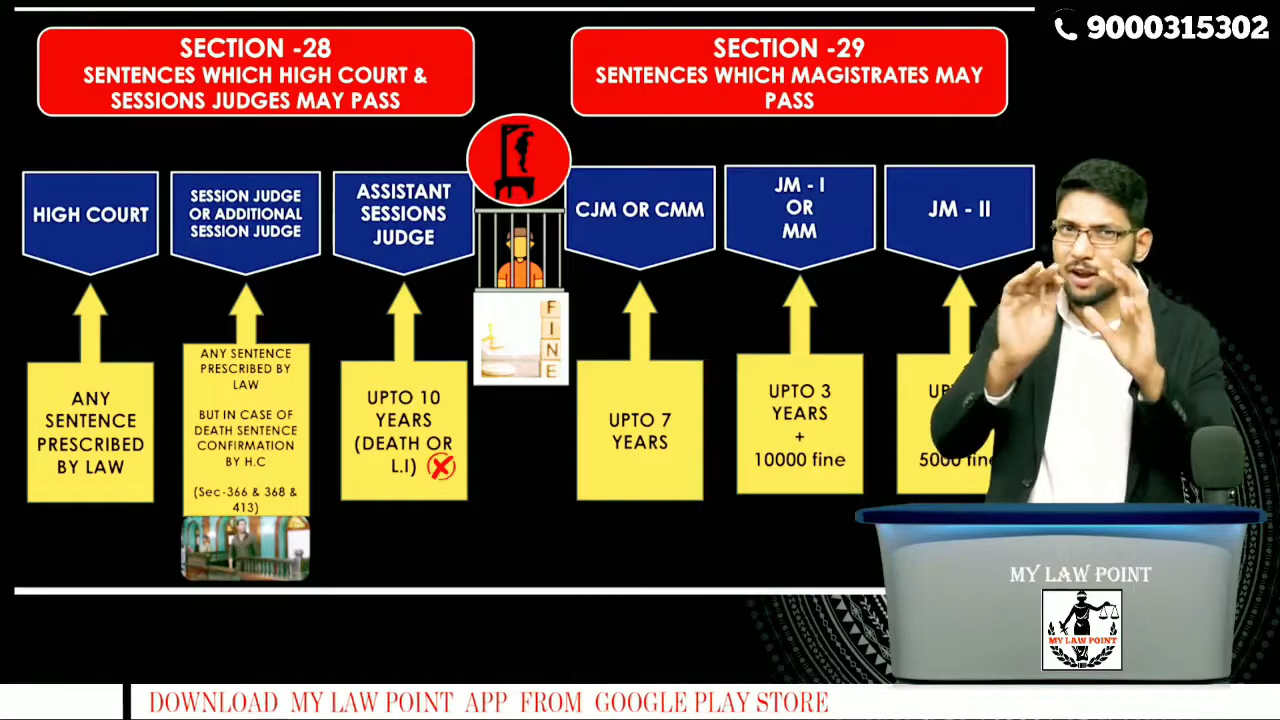 9000315302
SECTION -28
SENTENCES WHICH HIGH COURT &
SESSIONS JUDGES MAY PASS
SECTION -29
SENTENCES WHICH MAGISTRATES MAY
PASS
HIGH COURT
SESSION JUDGE
OR ADDITIONAL
SESSION JUDGE
ASSISTANT
SESSIONS
JUDGE
CJM OR CMM
JM - I
OR
MM
JM - II
FINE
ANY
SENTENCE
PRESCRIBED
BY LAW
ANY SENTENCE
PRESCRIBED BY
LAW
BUT IN CASE OF
DEATH SENTENCE
CONFIRMATION
BY H.C
(Sec-366 & 368 &
413)
UPTO 10
YEARS
(DEATH OR
L.I)
UPTO 7
YEARS
UPTO 3
YEARS
+
10000 fine
5000 fine
MY LAW POINT
MY LAW POINT
DOWNLOAD MY LAW POINT APP FROM GOOGLE PLAY STORE